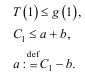 T(1) ≤ g(1),
C₁ ≤ a + b,
a :≝ C₁ − b.